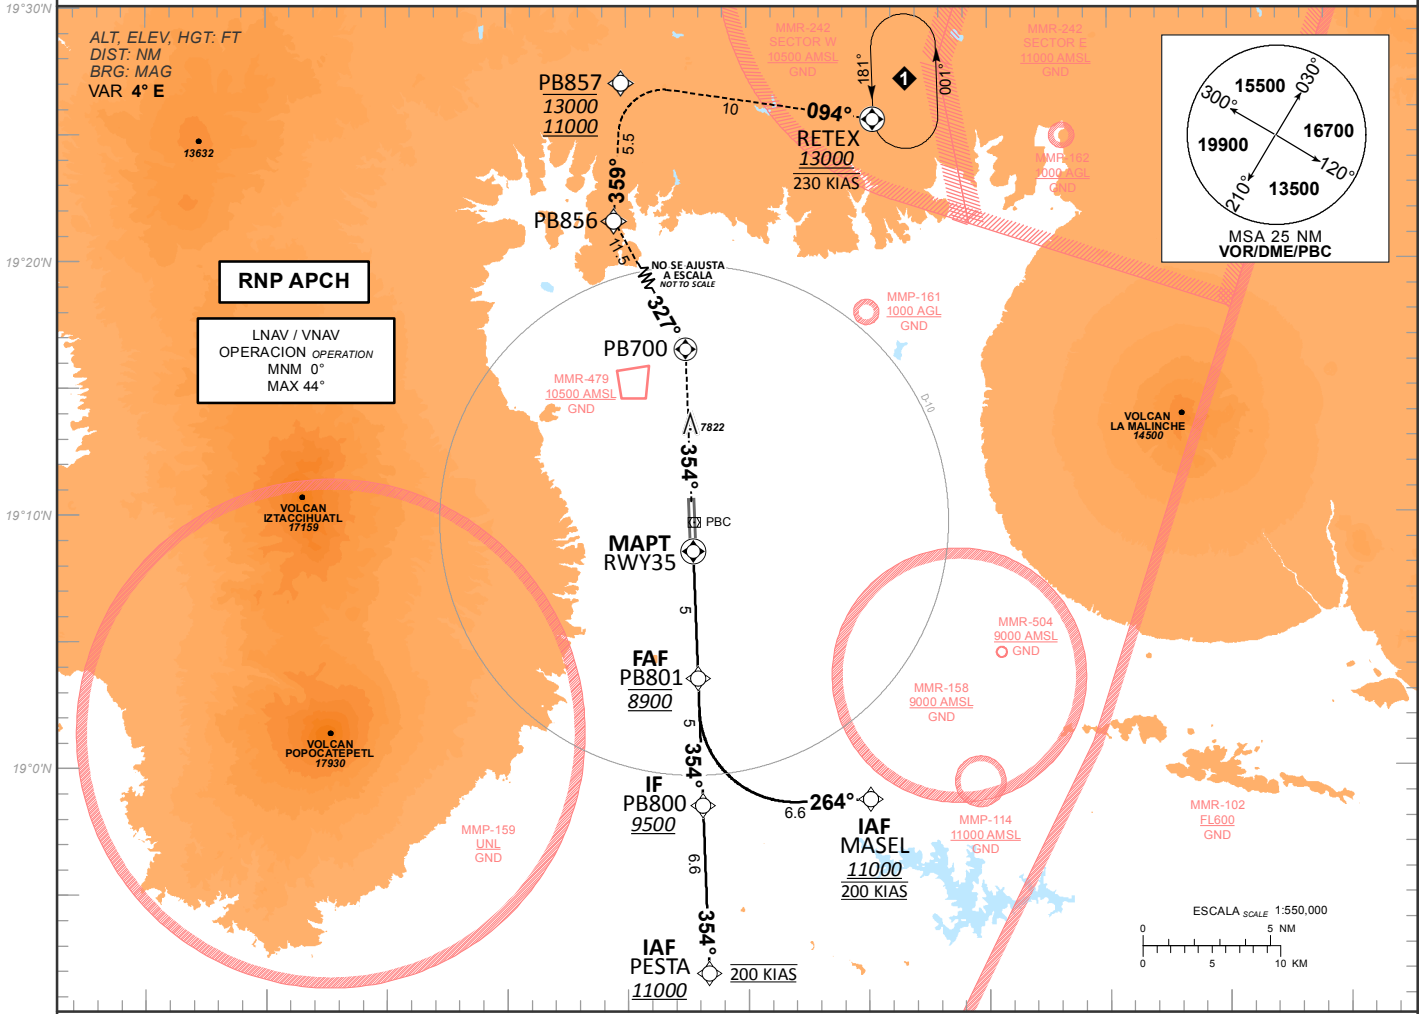 19°30'N
ALT, ELEV, HGT: FT
DIST: NM
BRG: MAG
VAR 4° E
13632
PB857
13000
11000
5.5
359°
10
094°
RETEX
13000
230 KIAS
181°
001°
1
MMR-242
SECTOR W
10500 AMSL
GND
MMR-242
SECTOR E
11000 AMSL
GND
MMP-162
1000 AGL
GND
15500
030°
300°
16700
19900
120°
210°
13500
MSA 25 NM
VOR/DME/PBC
PB856
11.5
19°20'N
NO SE AJUSTA
A ESCALA
NOT TO SCALE
327°
RNP APCH
LNAV / VNAV
OPERACION OPERATION
MNM 0°
MAX 44°
MMP-161
1000 AGL
GND
PB700
MMR-479
10500 AMSL
GND
D-10
7822
354°
VOLCAN
LA MALINCHE
14500
VOLCAN
IZTACCIHUATL
17159
19°10'N
PBC
MAPT
RWY35
5
MMR-504
9000 AMSL
GND
FAF
PB801
8900
MMR-158
9000 AMSL
GND
5
354°
VOLCAN
POPOCATEPETL
17930
19°0'N
IF
PB800
9500
6.6
264°
IAF
MASEL
11000
200 KIAS
MMP-159
UNL
GND
MMP-114
11000 AMSL
GND
MMR-102
FL600
GND
6.6
354°
IAF
PESTA
11000
200 KIAS
ESCALA SCALE 1:550,000
0 5 NM
0 5 10 KM